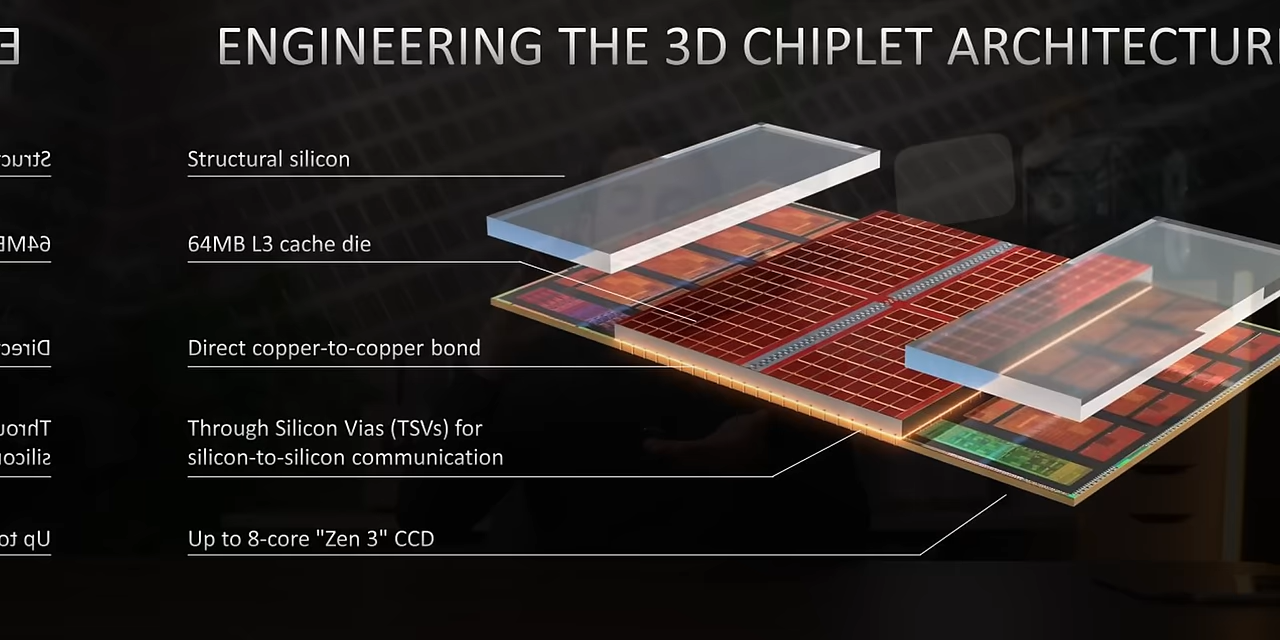 ENGINEERING THE 3D CHIPLET ARCHITECTUR
Structural silicon
64MB L3 cache die
Direct copper-to-copper bond
Through Silicon Vias (TSVs) for
silicon-to-silicon communication
Up to 8-core "Zen 3" CCD